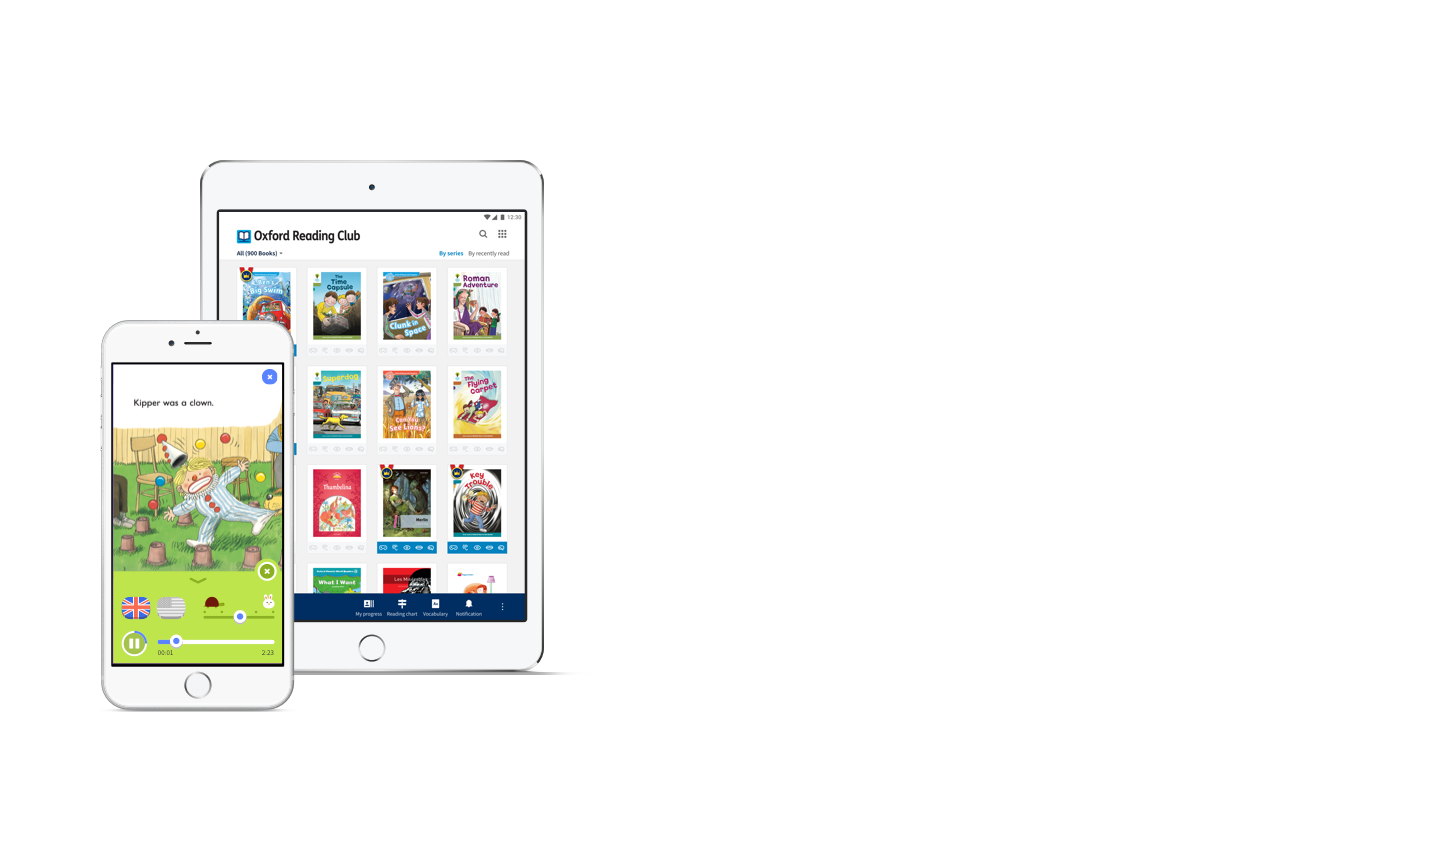 12:30
Oxford Reading Club
All (900 Books)
By series
By recently read
Ben's Big Swim
The
Time
Capsule
Clunk in
Space
Roman
Adventure
Superdog
Can You
See Lions?
The
Flying
Carpet
Thumbelina
Merlin
Key
Trouble
What I Want
Les Misérables
My progress
Reading chart
Vocabulary
Notification
Kipper was a clown.
00:01
2:23